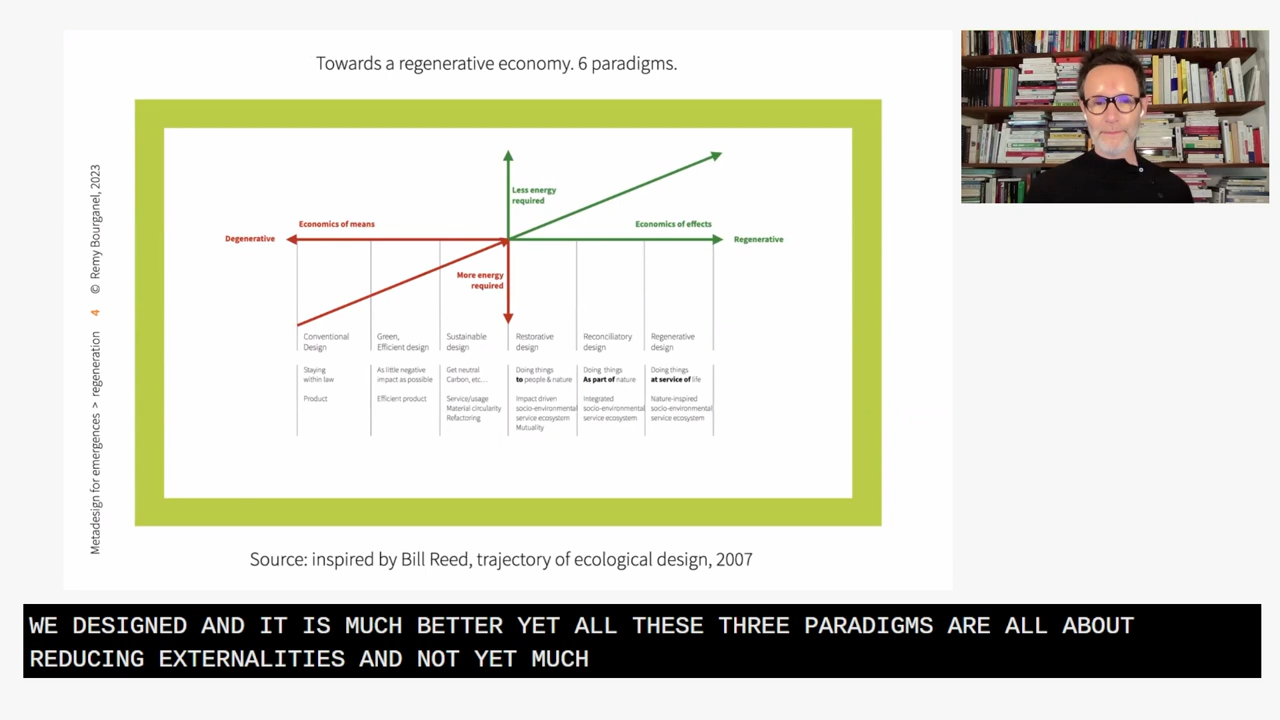 Towards a regenerative economy. 6 paradigms.
Metadesign for emergences > regeneration 4 © Remy Bourganel, 2023
Less energy
required
Economics of means
Economics of effects
Degenerative
Regenerative
More energy
required
Conventional
Design
Green,
Efficient design
Sustainable
design
Restorative
design
Reconciliatory
design
Regenerative
design
Staying
within law
As little negative
impact as possible
Get neutral
Carbon, etc...
Doing things
to people & nature
Doing things
As part of nature
Doing things
at service of life
Product
Efficient product
Service/usage
Material circularity
Refactoring
Impact driven
socio-environmental
service ecosystem
Mutuality
Integrated
socio-environmental
service ecosystem
Nature-inspired
socio-environmental
service ecosystem
Source: inspired by Bill Reed, trajectory of ecological design, 2007
WE DESIGNED AND IT IS MUCH BETTER YET ALL THESE THREE PARADIGMS ARE ALL ABOUT
REDUCING EXTERNALITIES AND NOT YET MUCH